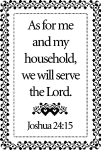 As for me
and my
household,
we will serve
the Lord.
Joshua 24:15